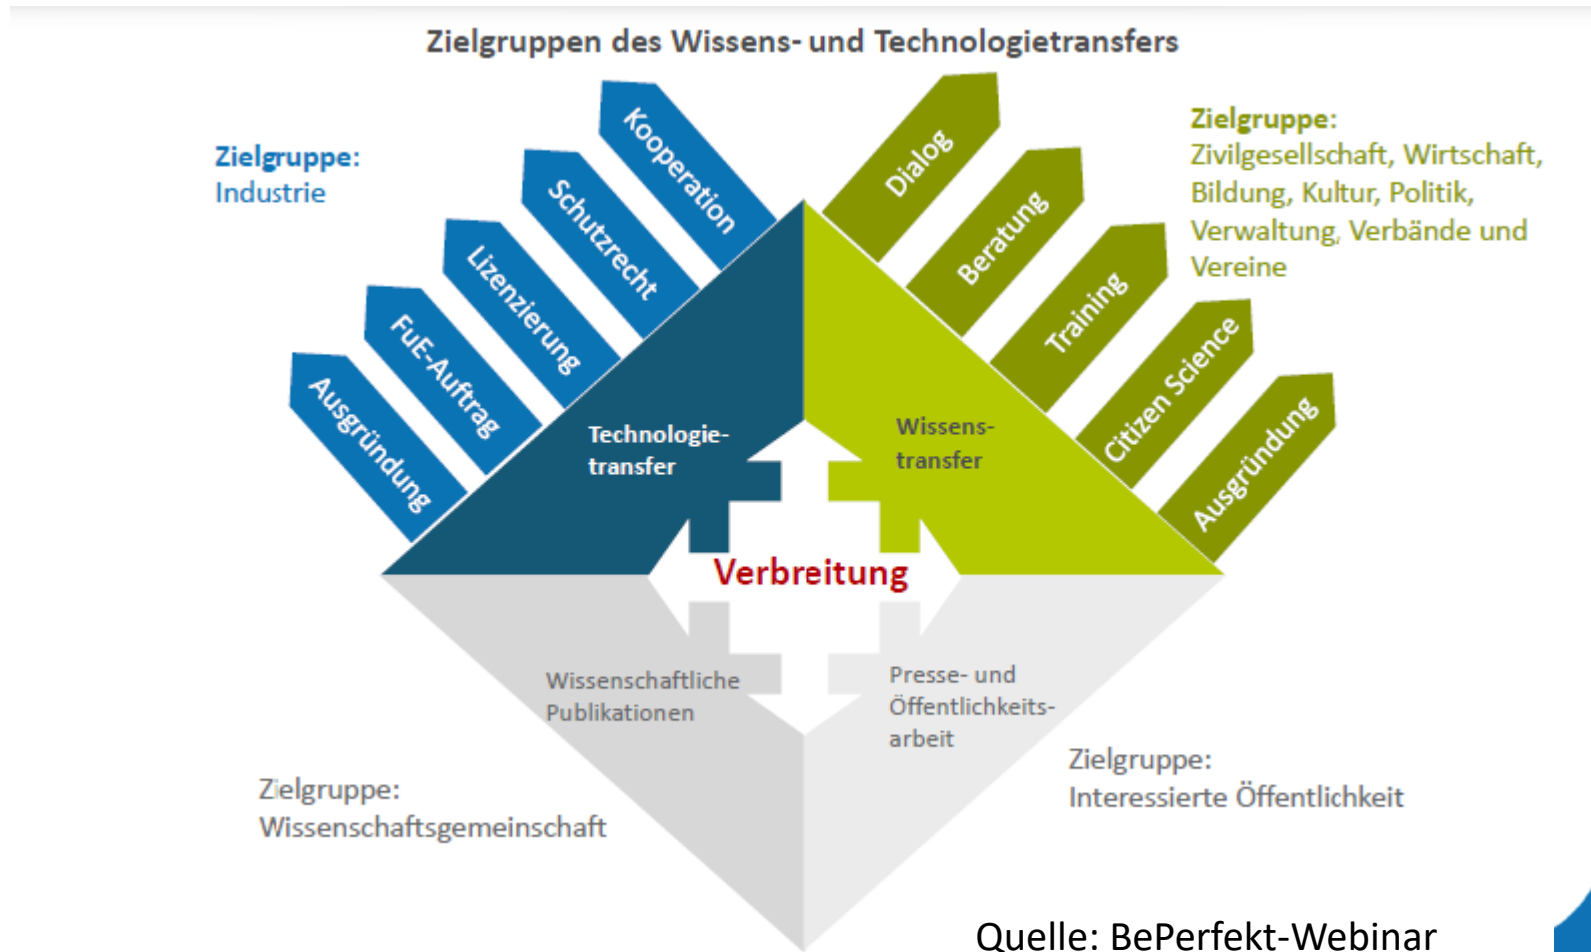 Zielgruppen des Wissens- und Technologietransfers
Zielgruppe:
Industrie
Kooperation
Schutzrecht
Lizenzierung
FuE-Auftrag
Ausgründung
Dialog
Beratung
Training
Citizen Science
Ausgründung
Zielgruppe:
Zivilgesellschaft, Wirtschaft,
Bildung, Kultur, Politik,
Verwaltung, Verbände und
Vereine
Technologie-
transfer
Wissens-
transfer
Verbreitung
Wissenschaftliche
Publikationen
Presse- und
Öffentlichkeits-
arbeit
Zielgruppe:
Wissenschaftsgemeinschaft
Zielgruppe:
Interessierte Öffentlichkeit
Quelle: BePerfekt-Webinar